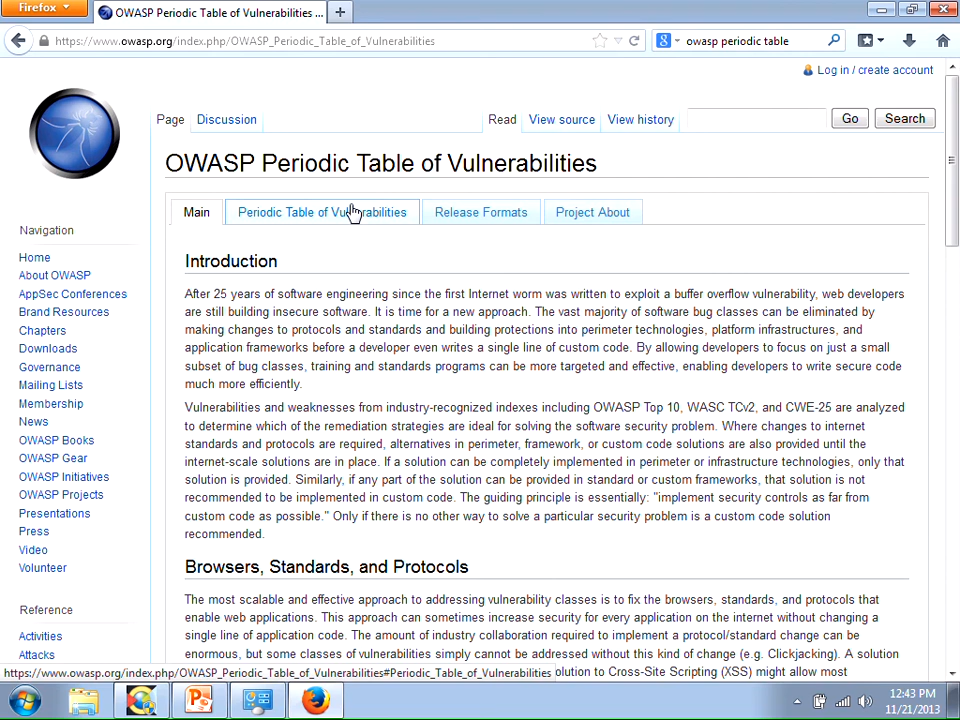 Firefox
OWASP Periodic Table of Vulnerabilities ...
https://www.owasp.org/index.php/OWASP_Periodic_Table_of_Vulnerabilities
owasp periodic table
Log in / create account
Page Discussion Read View source View history Go Search
OWASP Periodic Table of Vulnerabilities
Main Periodic Table of Vulnerabilities Release Formats Project About
Navigation
Home
About OWASP
AppSec Conferences
Brand Resources
Chapters
Downloads
Governance
Mailing Lists
Membership
News
OWASP Books
OWASP Gear
OWASP Initiatives
OWASP Projects
Presentations
Press
Video
Volunteer
Reference
Activities
Attacks
Introduction
After 25 years of software engineering since the first Internet worm was written to exploit a buffer overflow vulnerability, web developers
are still building insecure software. It is time for a new approach. The vast majority of software bug classes can be eliminated by
making changes to protocols and standards and building protections into perimeter technologies, platform infrastructures, and
application frameworks before a developer even writes a single line of custom code. By allowing developers to focus on just a small
subset of bug classes, training and standards programs can be more targeted and effective, enabling developers to write secure code
much more efficiently.
Vulnerabilities and weaknesses from industry-recognized indexes including OWASP Top 10, WASC TCv2, and CWE-25 are analyzed
to determine which of the remediation strategies are ideal for solving the software security problem. Where changes to internet
standards and protocols are required, alternatives in perimeter, framework, or custom code solutions are also provided until the
internet-scale solutions are in place. If a solution can be completely implemented in perimeter or infrastructure technologies, only that
solution is provided. Similarly, if any part of the solution can be provided in standard or custom frameworks, that solution is not
recommended to be implemented in custom code. The guiding principle is essentially: "implement security controls as far from
custom code as possible." Only if there is no other way to solve a particular security problem is a custom code solution
recommended.
Browsers, Standards, and Protocols
The most scalable and effective approach to addressing vulnerability classes is to fix the browsers, standards, and protocols that
enable web applications. This approach can sometimes increase security for every application on the internet without changing a
single line of application code. The amount of industry collaboration required to implement a protocol/standard change can be
enormous, but some classes of vulnerabilities simply cannot be addressed without this kind of change (e.g. Clickjacking). A solution
olution to Cross-Site Scripting (XSS) might allow most
https://www.owasp.org/index.php/OWASP_Periodic_Table_of_Vulnerabilities#Periodic_Table_of_Vulnerabilities
12:43 PM
11/21/2013